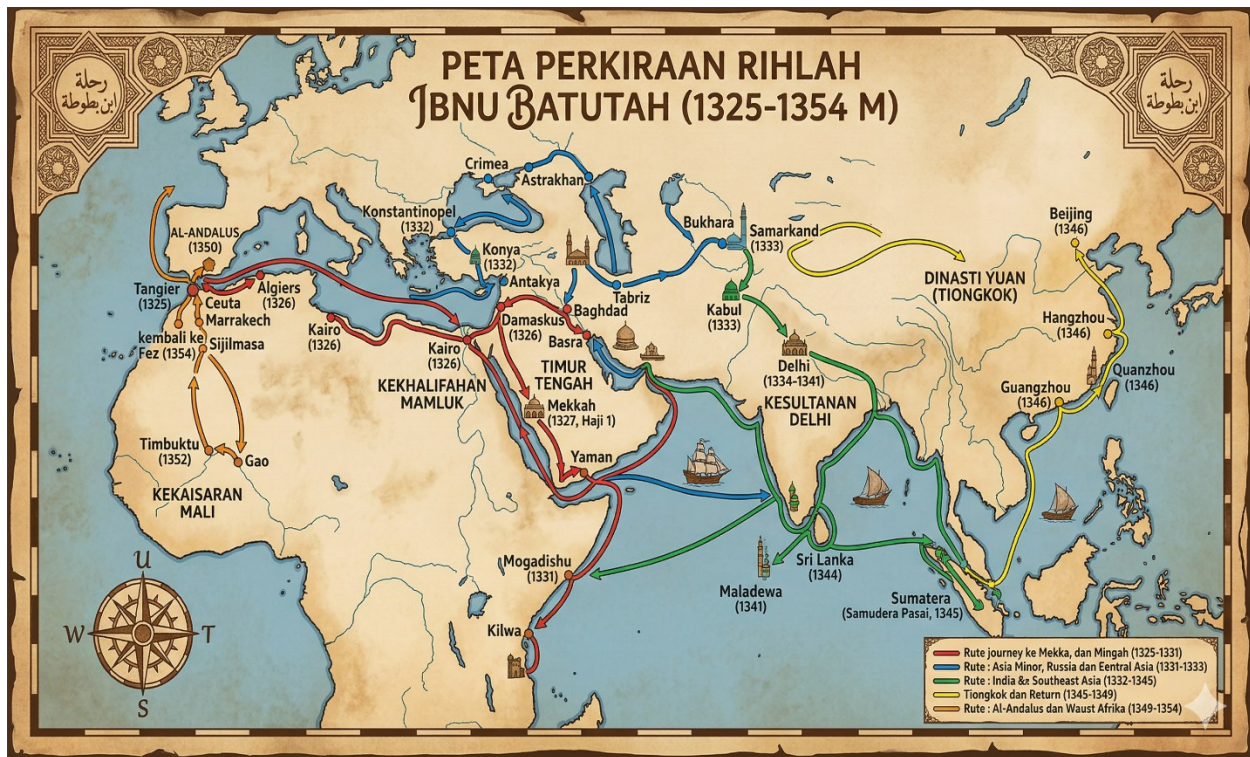 رحلة
ابن بطوطة
PETA PERKIRAAN RIHLAH
IBNU BATUTAH (1325-1354 M)
رحلة
ابن بطوطة
Crimea
Astrakhan
Konstantinopel
(1332)
AL-ANDALUS
(1350)
Konya
(1332)
Bukhara
Samarkand
(1333)
Beijing
(1346)
Tangier
(1325)
Ceuta
Algiers
(1326)
Marrakech
Antakya
Tabriz
Baghdad
Kabul
(1333)
DINASTI YUAN
(TIONGKOK)
kembali ke
Fez (1354)
Sijilmasa
Kairo
(1326)
Kairo
(1326)
Damaskus
(1326)
Basra
Hangzhou
(1346)
Delhi
(1334-1341)
Quanzhou
(1346)
Guangzhou
(1346)
KEKHALIFAHAN
MAMLUK
TIMUR
TENGAH
Mekkah
(1327, Haji 1)
KESULTANAN
DELHI
Timbuktu
(1352)
Gao
Yaman
KEKAISARAN
MALI
Mogadishu
(1331)
Sri Lanka
(1344)
Maladewa
(1341)
Sumatera
(Samudera Pasai, 1345)
Kilwa
U
W
T
S
Rute journey ke Mekka, dan Mingah (1325-1331)
Rute : Asia Minor, Russia dan Eentral Asia (1331-1333)
Rute : India & Southeast Asia (1332-1345)
Tiongkok dan Return (1345-1349)
Rute : Al-Andalus dan Waust Afrika (1349-1354)